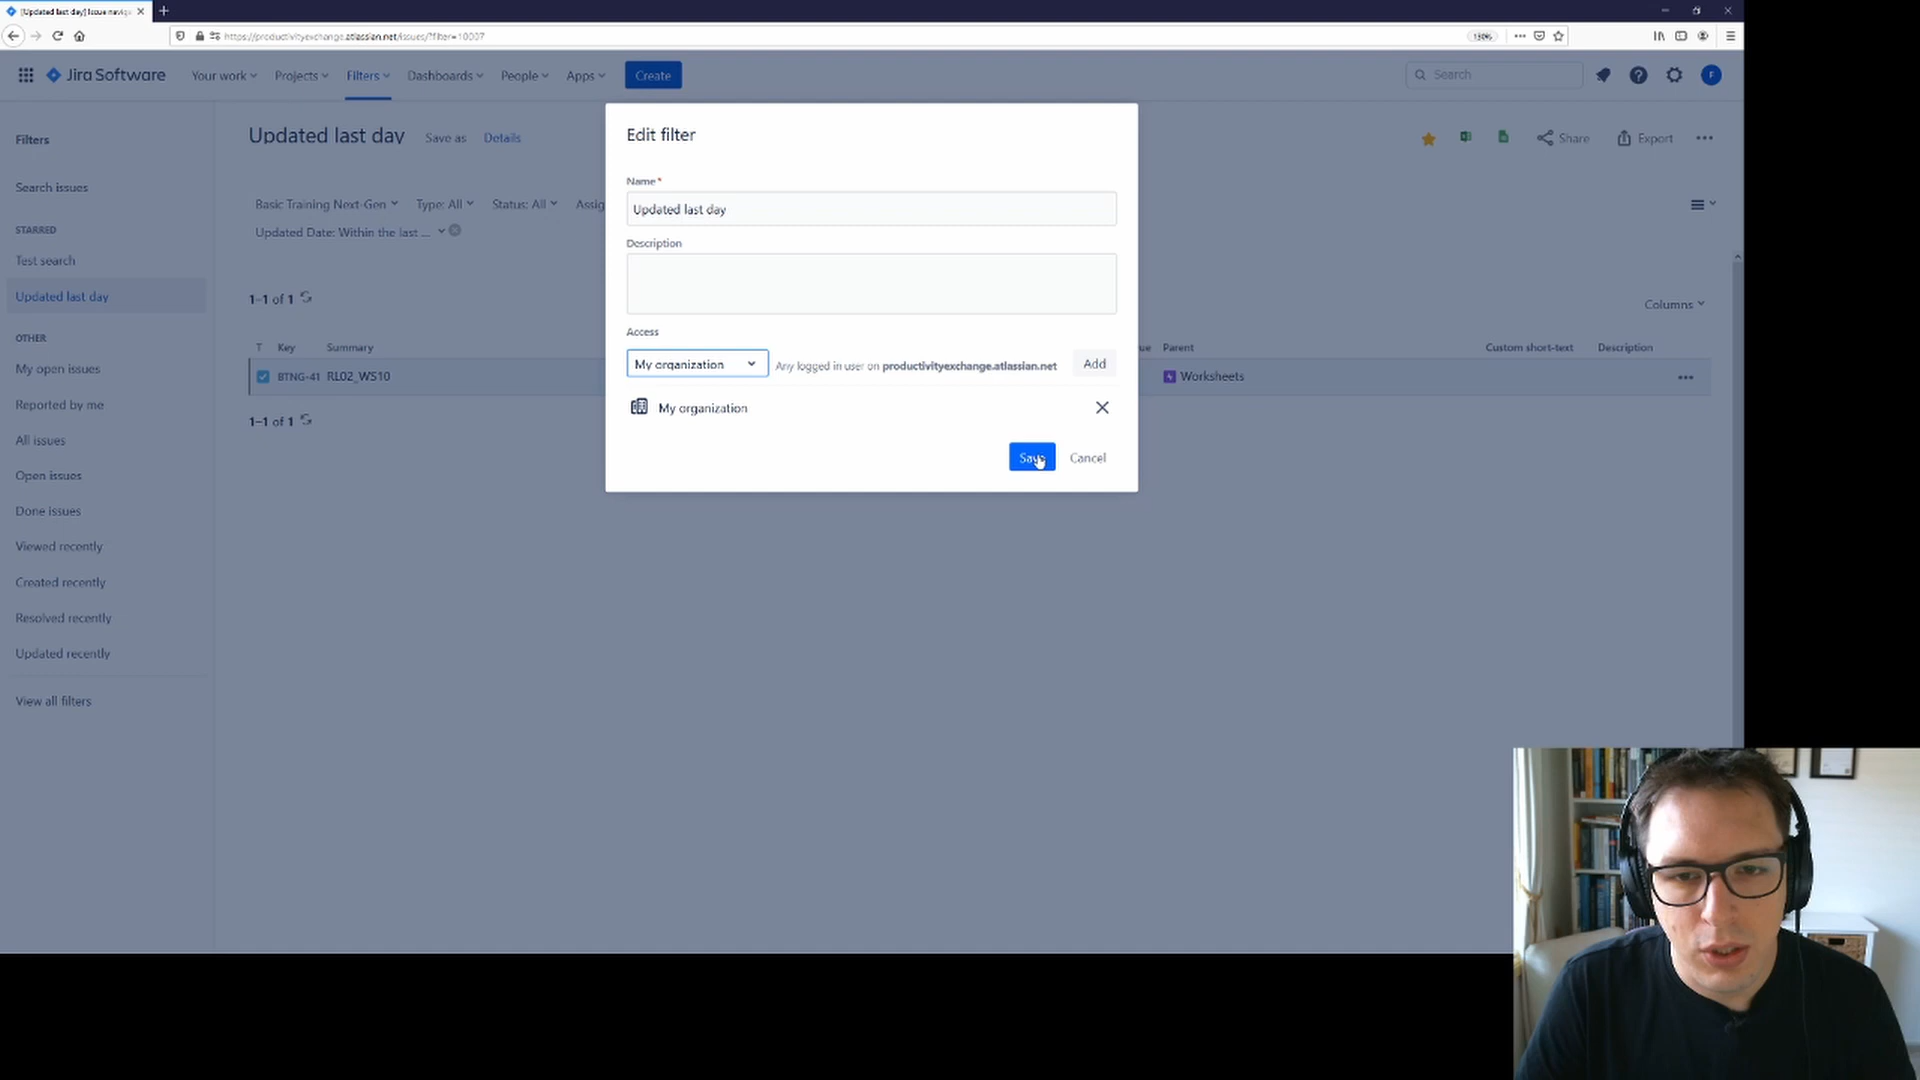 [Updated last day] Issue naviga
https://productivityexchange.atlassian.net/issues/?filter=10007
130%
Jira Software
Your work
Projects
Filters
Dashboards
People
Apps
Create
Search
F
Filters
Search issues
STARRED
Test search
Updated last day
OTHER
My open issues
Reported by me
All issues
Open issues
Done issues
Viewed recently
Created recently
Resolved recently
Updated recently
View all filters
Updated last day
Save as
Details
Share
Export
Basic Training Next-Gen
Type: All
Status: All
Assig
Updated Date: Within the last ...
1–1 of 1
Columns
T
Key
Summary
ue
Parent
Custom short-text
Description
BTNG-41
RL02_WS10
Worksheets
1–1 of 1
Edit filter
Name*
Updated last day
Description
Access
My organization
Any logged in user on productivityexchange.atlassian.net
Add
My organization
Save
Cancel